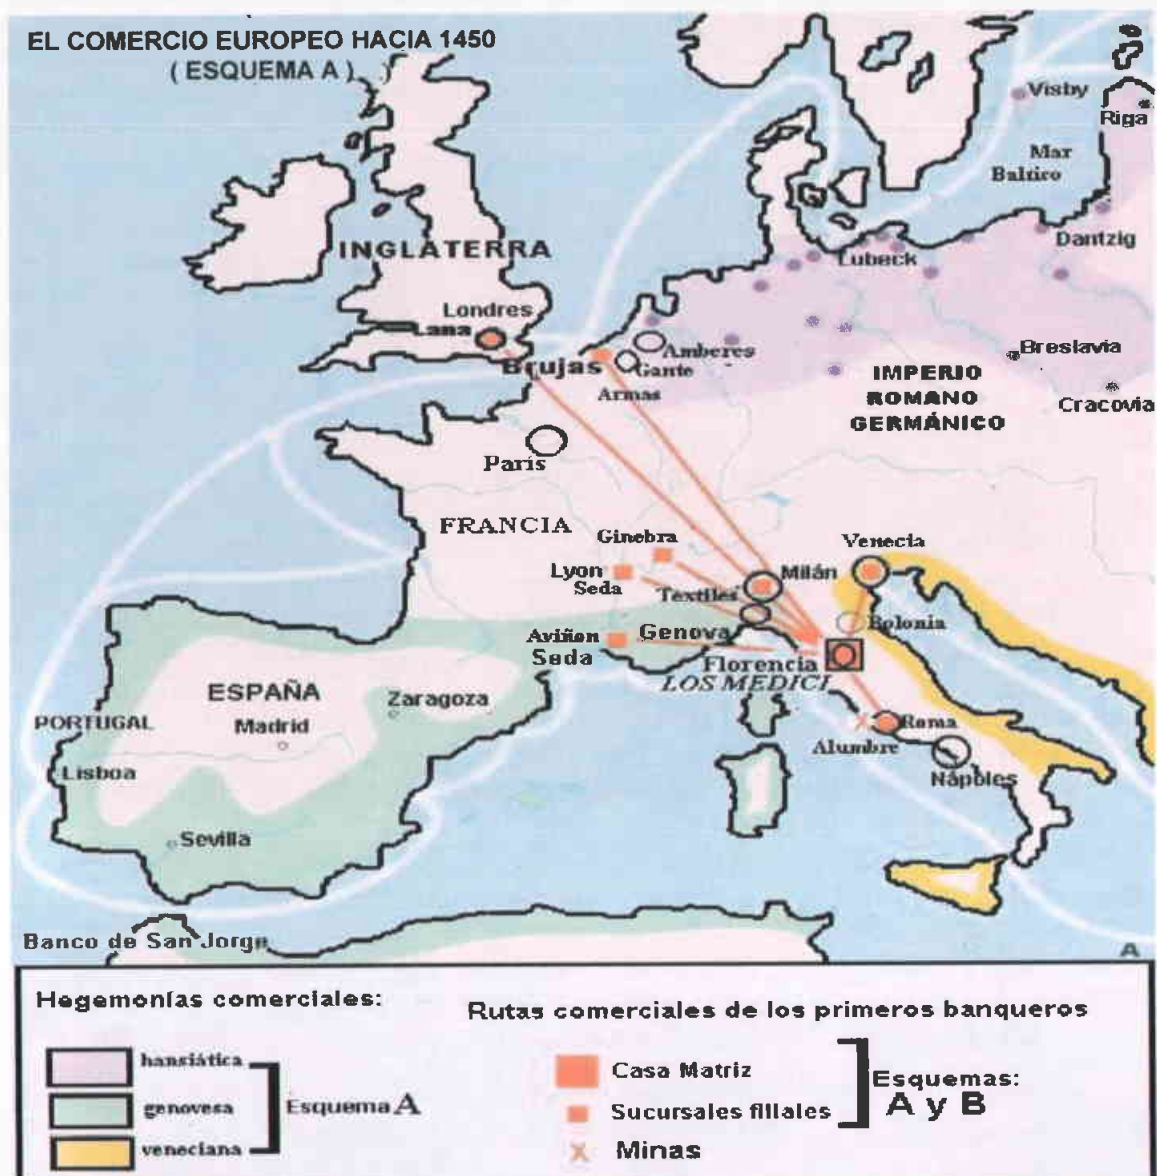 EL COMERCIO EUROPEO HACIA 1450
( ESQUEMA A )
Visby
Riga
Mar
Baltico
INGLATERRA
Dantzig
Lubeck
Londres
Lana
Amberes
Brujas
Gante
Armas
Breslavia
IMPERIO
ROMANO
GERMÁNICO
Cracovia
París
FRANCIA
Ginebra
Venecia
Lyon
Seda
Milán
Textiles
Bolonia
Aviñon
Seda
Genova
Florencia
LOS MEDICI
ESPAÑA
Zaragoza
PORTUGAL
Madrid
Roma
Alumbre
Lisboa
Nápoles
Sevilla
Banco de San Jorge
A
Hegemonías comerciales:
hansiática
genovesa
veneciana
Esquema A
Rutas comerciales de los primeros banqueros
Casa Matriz
Sucursales filiales
Minas
Esquemas:
A y B